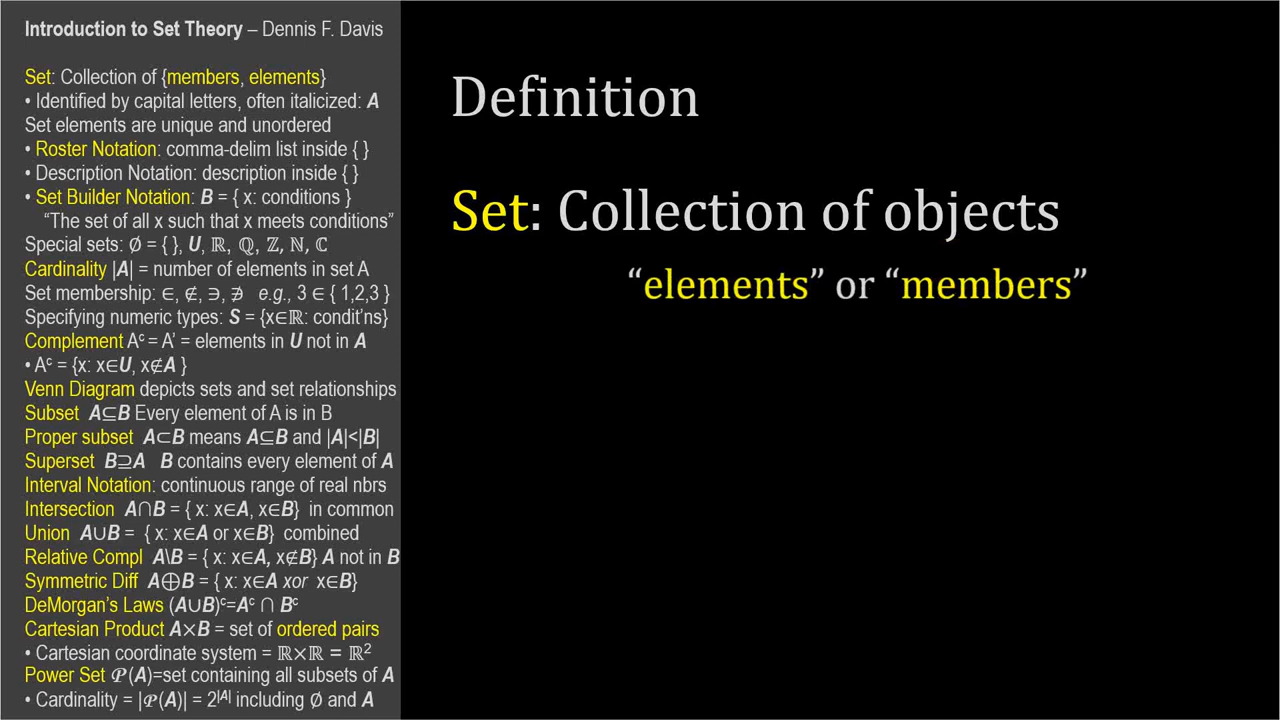 Introduction to Set Theory – Dennis F. Davis
Set: Collection of {members, elements}
• Identified by capital letters, often italicized: A
Set elements are unique and unordered
• Roster Notation: comma-delim list inside { }
• Description Notation: description inside { }
• Set Builder Notation: B = { x: conditions }
“The set of all x such that x meets conditions”
Special sets: ∅ = { }, U, ℝ, ℚ, ℤ, ℕ, ℂ
Cardinality |A| = number of elements in set A
Set membership: ∈, ∉, ∋, ∌ e.g., 3 ∈ { 1,2,3 }
Specifying numeric types: S = {x∈ℝ: condit’ns}
Complement Aᶜ = A’ = elements in U not in A
• Aᶜ = {x: x∈U, x∉A }
Venn Diagram depicts sets and set relationships
Subset A⊆B Every element of A is in B
Proper subset A⊂B means A⊆B and |A|<|B|
Superset B⊇A B contains every element of A
Interval Notation: continuous range of real nbrs
Intersection A∩B = { x: x∈A, x∈B} in common
Union A∪B = { x: x∈A or x∈B} combined
Relative Compl A\B = { x: x∈A, x∉B} A not in B
Symmetric Diff A⊕B = { x: x∈A xor x∈B}
DeMorgan’s Laws (A∪B)ᶜ=Aᶜ ∩ Bᶜ
Cartesian Product A×B = set of ordered pairs
• Cartesian coordinate system = ℝ×ℝ = ℝ²
Power Set 𝒫(A)=set containing all subsets of A
• Cardinality = |𝒫(A)| = 2^|A| including ∅ and A
Definition
Set: Collection of objects
“elements” or “members”